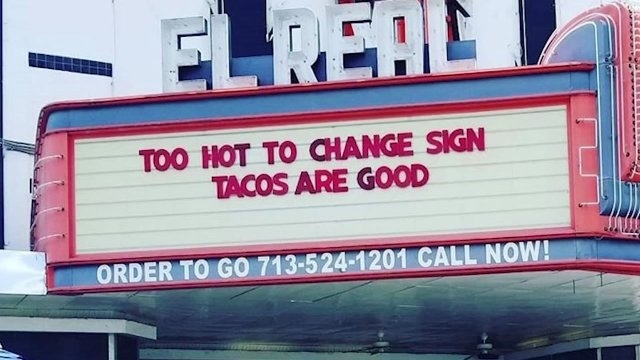 EL REAL
TOO HOT TO CHANGE SIGN
TACOS ARE GOOD
ORDER TO GO 713-524-1201 CALL NOW!